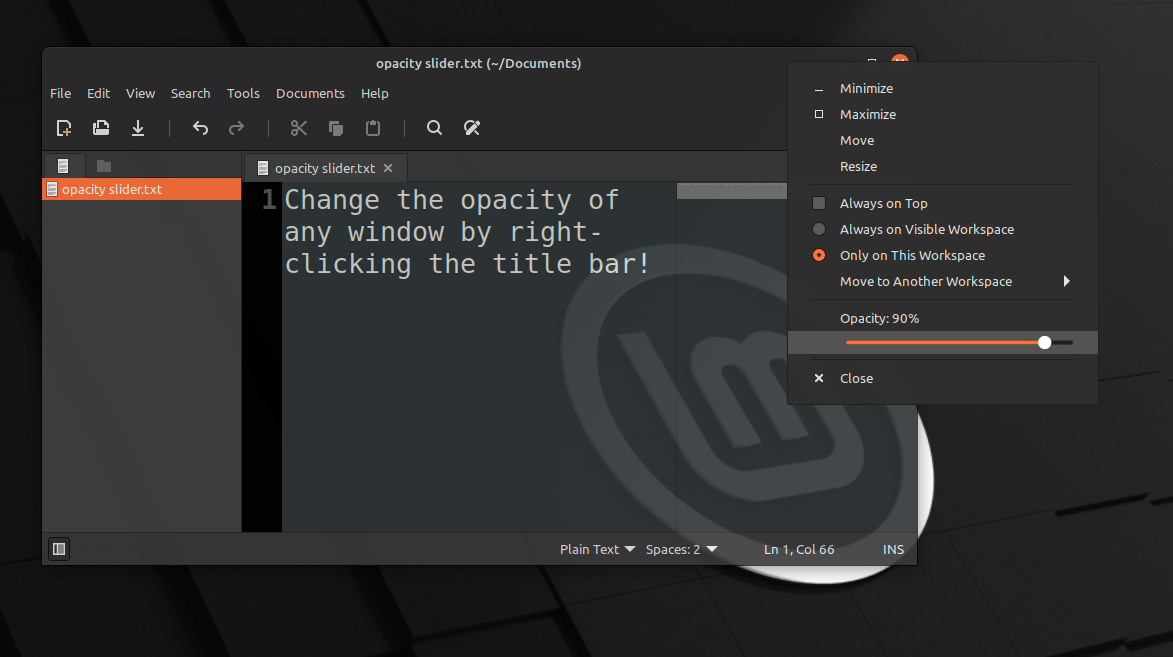 opacity slider.txt (~/Documents)
File Edit View Search Tools Documents Help
opacity slider.txt
opacity slider.txt
1 Change the opacity of
any window by right-
clicking the title bar!
Plain Text Spaces: 2 Ln 1, Col 66 INS
Minimize
Maximize
Move
Resize
Always on Top
Always on Visible Workspace
Only on This Workspace
Move to Another Workspace
Opacity: 90%
Close